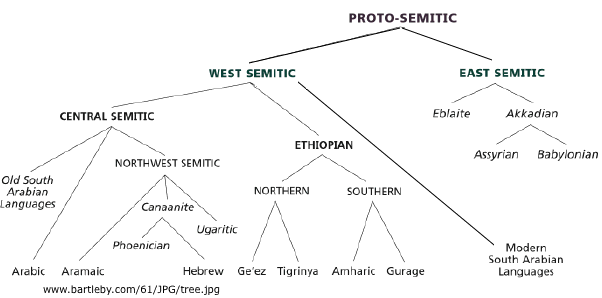 PROTO-SEMITIC
WEST SEMITIC
EAST SEMITIC
CENTRAL SEMITIC
Eblaite
Akkadian
ETHIOPIAN
Assyrian
Babylonian
NORTHWEST SEMITIC
Old South
Arabian
Languages
NORTHERN
SOUTHERN
Canaanite
Ugaritic
Phoenician
Modern
South Arabian
Languages
Arabic
Aramaic
Hebrew
Ge'ez
Tigrinya
Amharic
Gurage
www.bartleby.com/61/JPG/tree.jpg